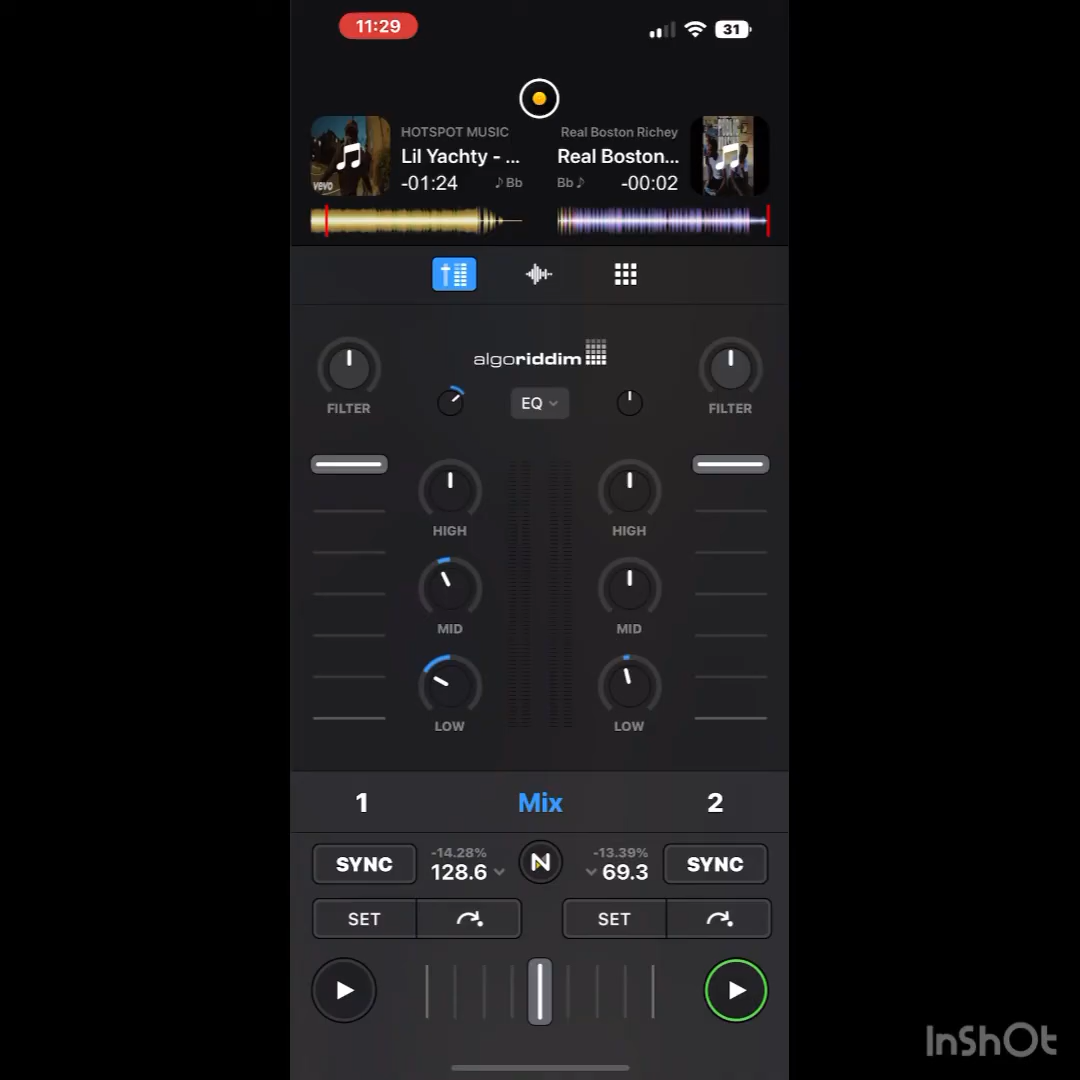 11:29
31
HOTSPOT MUSIC
Lil Yachty - ...
-01:24
♪ Bb
vevo
Real Boston Richey
Real Boston...
Bb ♪
-00:02
algoriddim
FILTER
EQ
FILTER
HIGH
HIGH
MID
MID
LOW
LOW
1
Mix
2
SYNC
-14.28%
128.6
N
-13.39%
69.3
SYNC
SET
SET
InShOt